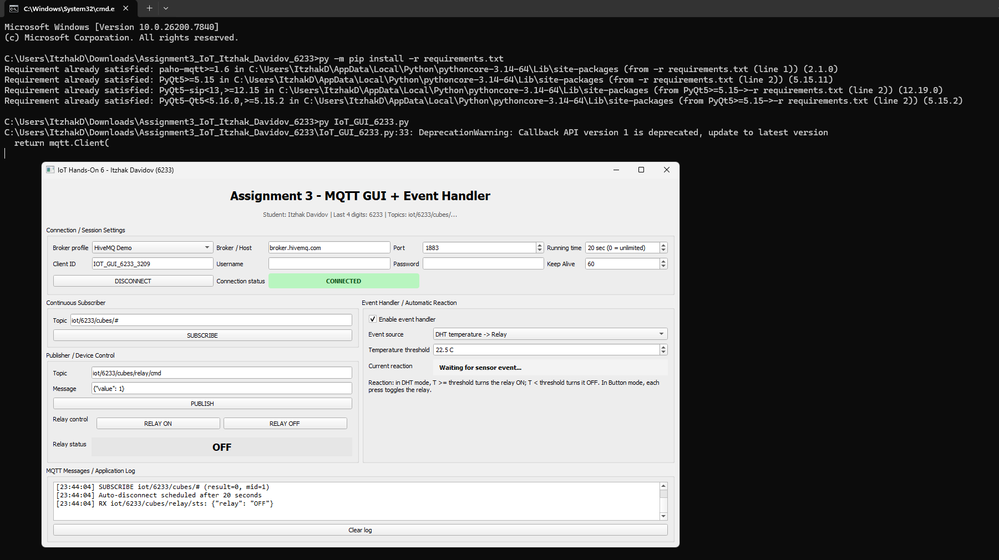 C:\Windows\System32\cmd.e
Microsoft Windows [Version 10.0.26200.7840]
(c) Microsoft Corporation. All rights reserved.
C:\Users\ItzhakD\Downloads\Assignment3_IoT_Itzhak_Davidov_6233>py -m pip install -r requirements.txt
Requirement already satisfied: paho-mqtt>=1.6 in C:\Users\ItzhakD\AppData\Local\Python\pythoncore-3.14-64\Lib\site-packages (from -r requirements.txt (line 1)) (2.1.0)
Requirement already satisfied: PyQt5>=5.15 in C:\Users\ItzhakD\AppData\Local\Python\pythoncore-3.14-64\Lib\site-packages (from -r requirements.txt (line 2)) (5.15.11)
Requirement already satisfied: PyQt5-sip<13,>=12.15 in C:\Users\ItzhakD\AppData\Local\Python\pythoncore-3.14-64\Lib\site-packages (from PyQt5>=5.15->-r requirements.txt (line 2)) (12.19.0)
Requirement already satisfied: PyQt5-Qt5<5.16.0,>=5.15.2 in C:\Users\ItzhakD\AppData\Local\Python\pythoncore-3.14-64\Lib\site-packages (from PyQt5>=5.15->-r requirements.txt (line 2)) (5.15.2)
C:\Users\ItzhakD\Downloads\Assignment3_IoT_Itzhak_Davidov_6233>py IoT_GUI_6233.py
C:\Users\ItzhakD\Downloads\Assignment3_IoT_Itzhak_Davidov_6233\IoT_GUI_6233.py:33: DeprecationWarning: Callback API version 1 is deprecated, update to latest version
return mqtt.Client(
IoT Hands-On 6 - Itzhak Davidov (6233)
Assignment 3 - MQTT GUI + Event Handler
Student: Itzhak Davidov | Last 4 digits: 6233 | Topics: iot/6233/cubes/...
Connection / Session Settings
Broker profile HiveMQ Demo Broker / Host broker.hivemq.com Port 1883 Running time 20 sec (0 = unlimited)
Client ID IOT_GUI_6233_3209 Username Password Keep Alive 60
DISCONNECT Connection status CONNECTED
Continuous Subscriber
Topic iot/6233/cubes/#
SUBSCRIBE
Publisher / Device Control
Topic iot/6233/cubes/relay/cmd
Message {"value": 1}
PUBLISH
Relay control RELAY ON RELAY OFF
Relay status OFF
Event Handler / Automatic Reaction
Enable event handler
Event source DHT temperature -> Relay
Temperature threshold 22.5 C
Current reaction Waiting for sensor event...
Reaction: in DHT mode, T >= threshold turns the relay ON; T < threshold turns it OFF. In Button mode, each
press toggles the relay.
MQTT Messages / Application Log
[23:44:04] SUBSCRIBE iot/6233/cubes/# (result=0, mid=1)
[23:44:04] Auto-disconnect scheduled after 20 seconds
[23:44:04] RX iot/6233/cubes/relay/sts: {"relay": "OFF"}
Clear log